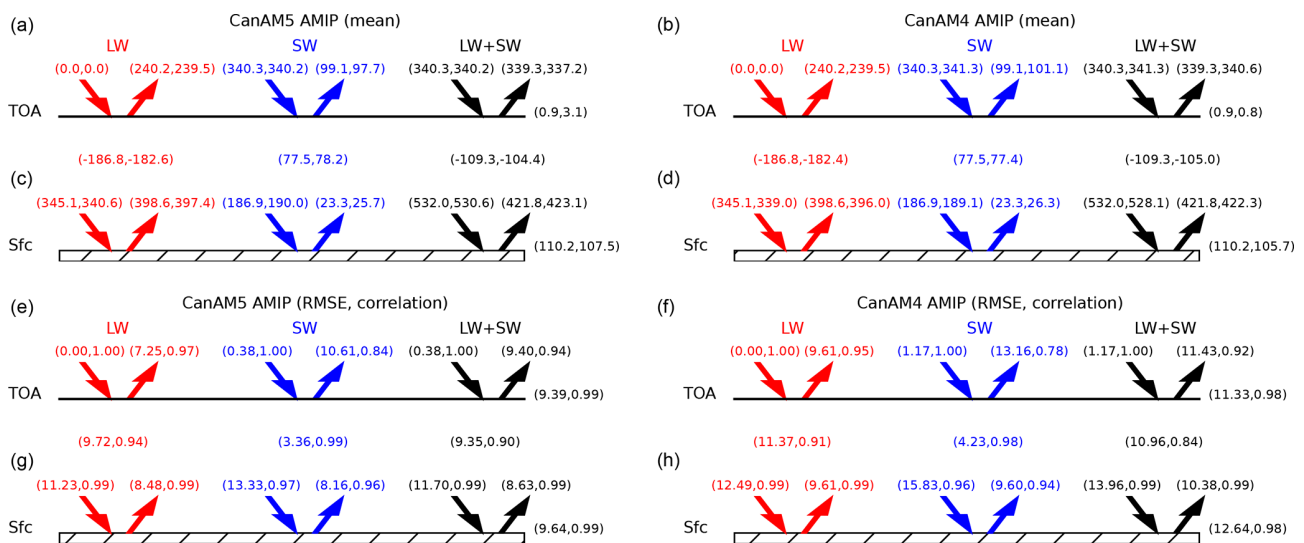 (a) CanAM5 AMIP (mean)
LW SW LW+SW
(0.0,0.0) (240.2,239.5) (340.3,340.2) (99.1,97.7) (340.3,340.2) (339.3,337.2)
TOA (0.9,3.1)
(-186.8,-182.6) (77.5,78.2) (-109.3,-104.4)
(c)
(345.1,340.6) (398.6,397.4) (186.9,190.0) (23.3,25.7) (532.0,530.6) (421.8,423.1)
Sfc (110.2,107.5)
(b) CanAM4 AMIP (mean)
LW SW LW+SW
(0.0,0.0) (240.2,239.5) (340.3,341.3) (99.1,101.1) (340.3,341.3) (339.3,340.6)
TOA (0.9,0.8)
(-186.8,-182.4) (77.5,77.4) (-109.3,-105.0)
(d)
(345.1,339.0) (398.6,396.0) (186.9,189.1) (23.3,26.3) (532.0,528.1) (421.8,422.3)
Sfc (110.2,105.7)
(e) CanAM5 AMIP (RMSE, correlation)
LW SW LW+SW
(0.00,1.00) (7.25,0.97) (0.38,1.00) (10.61,0.84) (0.38,1.00) (9.40,0.94)
TOA (9.39,0.99)
(9.72,0.94) (3.36,0.99) (9.35,0.90)
(g)
(11.23,0.99) (8.48,0.99) (13.33,0.97) (8.16,0.96) (11.70,0.99) (8.63,0.99)
Sfc (9.64,0.99)
(f) CanAM4 AMIP (RMSE, correlation)
LW SW LW+SW
(0.00,1.00) (9.61,0.95) (1.17,1.00) (13.16,0.78) (1.17,1.00) (11.43,0.92)
TOA (11.33,0.98)
(11.37,0.91) (4.23,0.98) (10.96,0.84)
(h)
(12.49,0.99) (9.61,0.99) (15.83,0.96) (9.60,0.94) (13.96,0.99) (10.38,0.99)
Sfc (12.64,0.98)